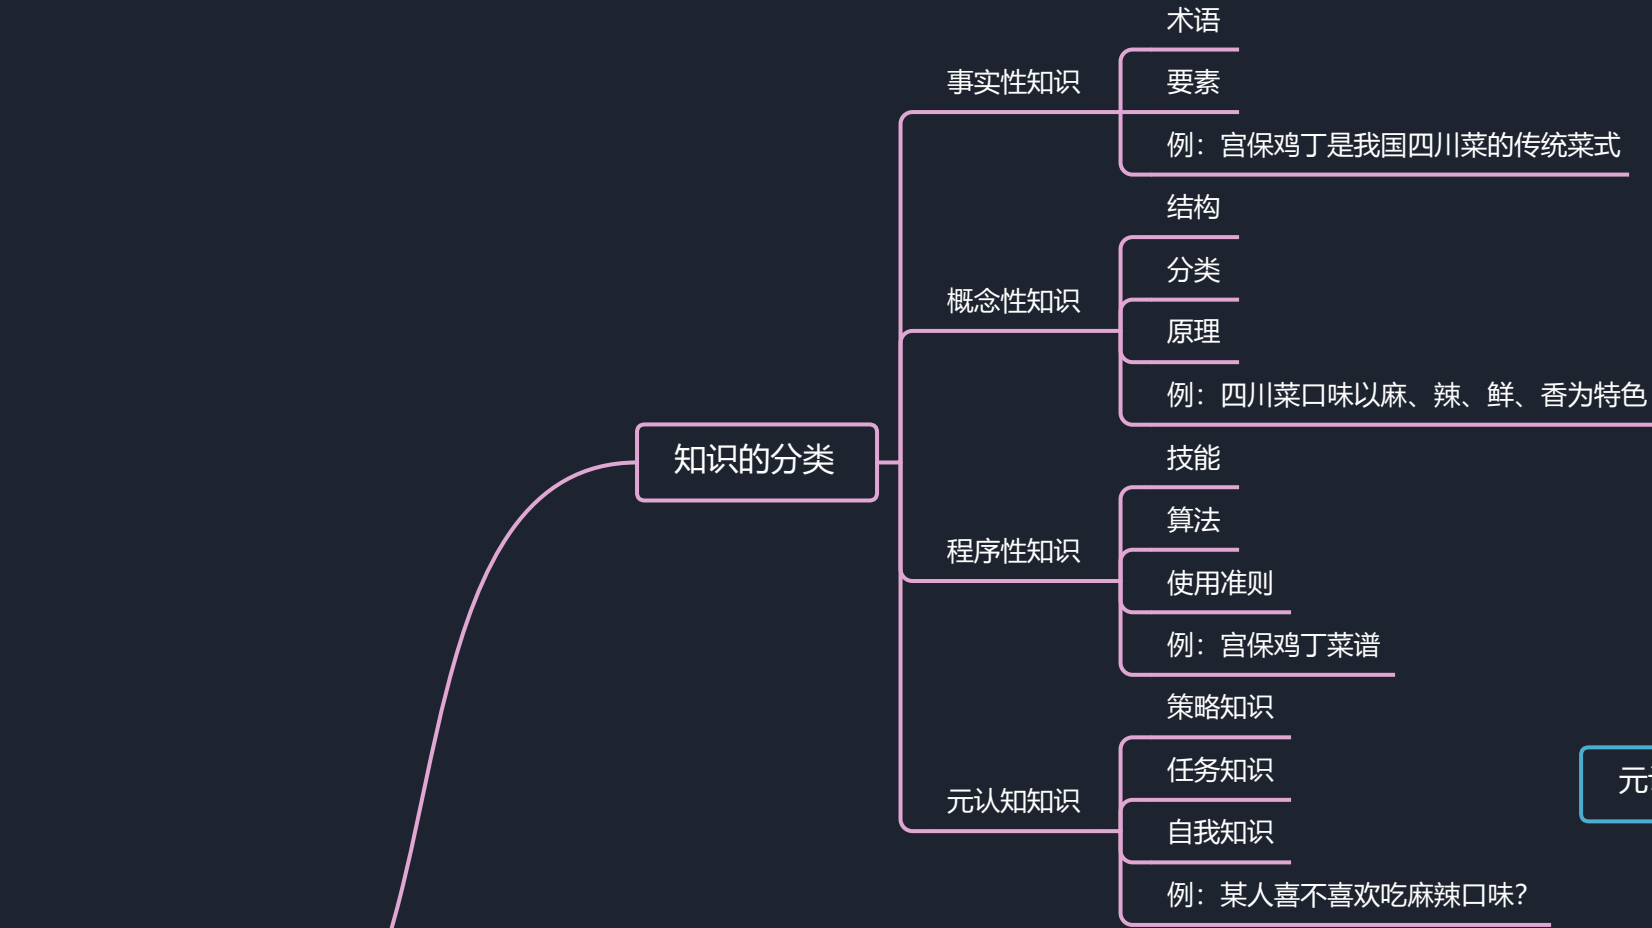 知识的分类
事实性知识
术语
要素
例：宫保鸡丁是我国四川菜的传统菜式
概念性知识
结构
分类
原理
例：四川菜口味以麻、辣、鲜、香为特色
程序性知识
技能
算法
使用准则
例：宫保鸡丁菜谱
元认知知识
策略知识
任务知识
自我知识
例：某人喜不喜欢吃麻辣口味？
元